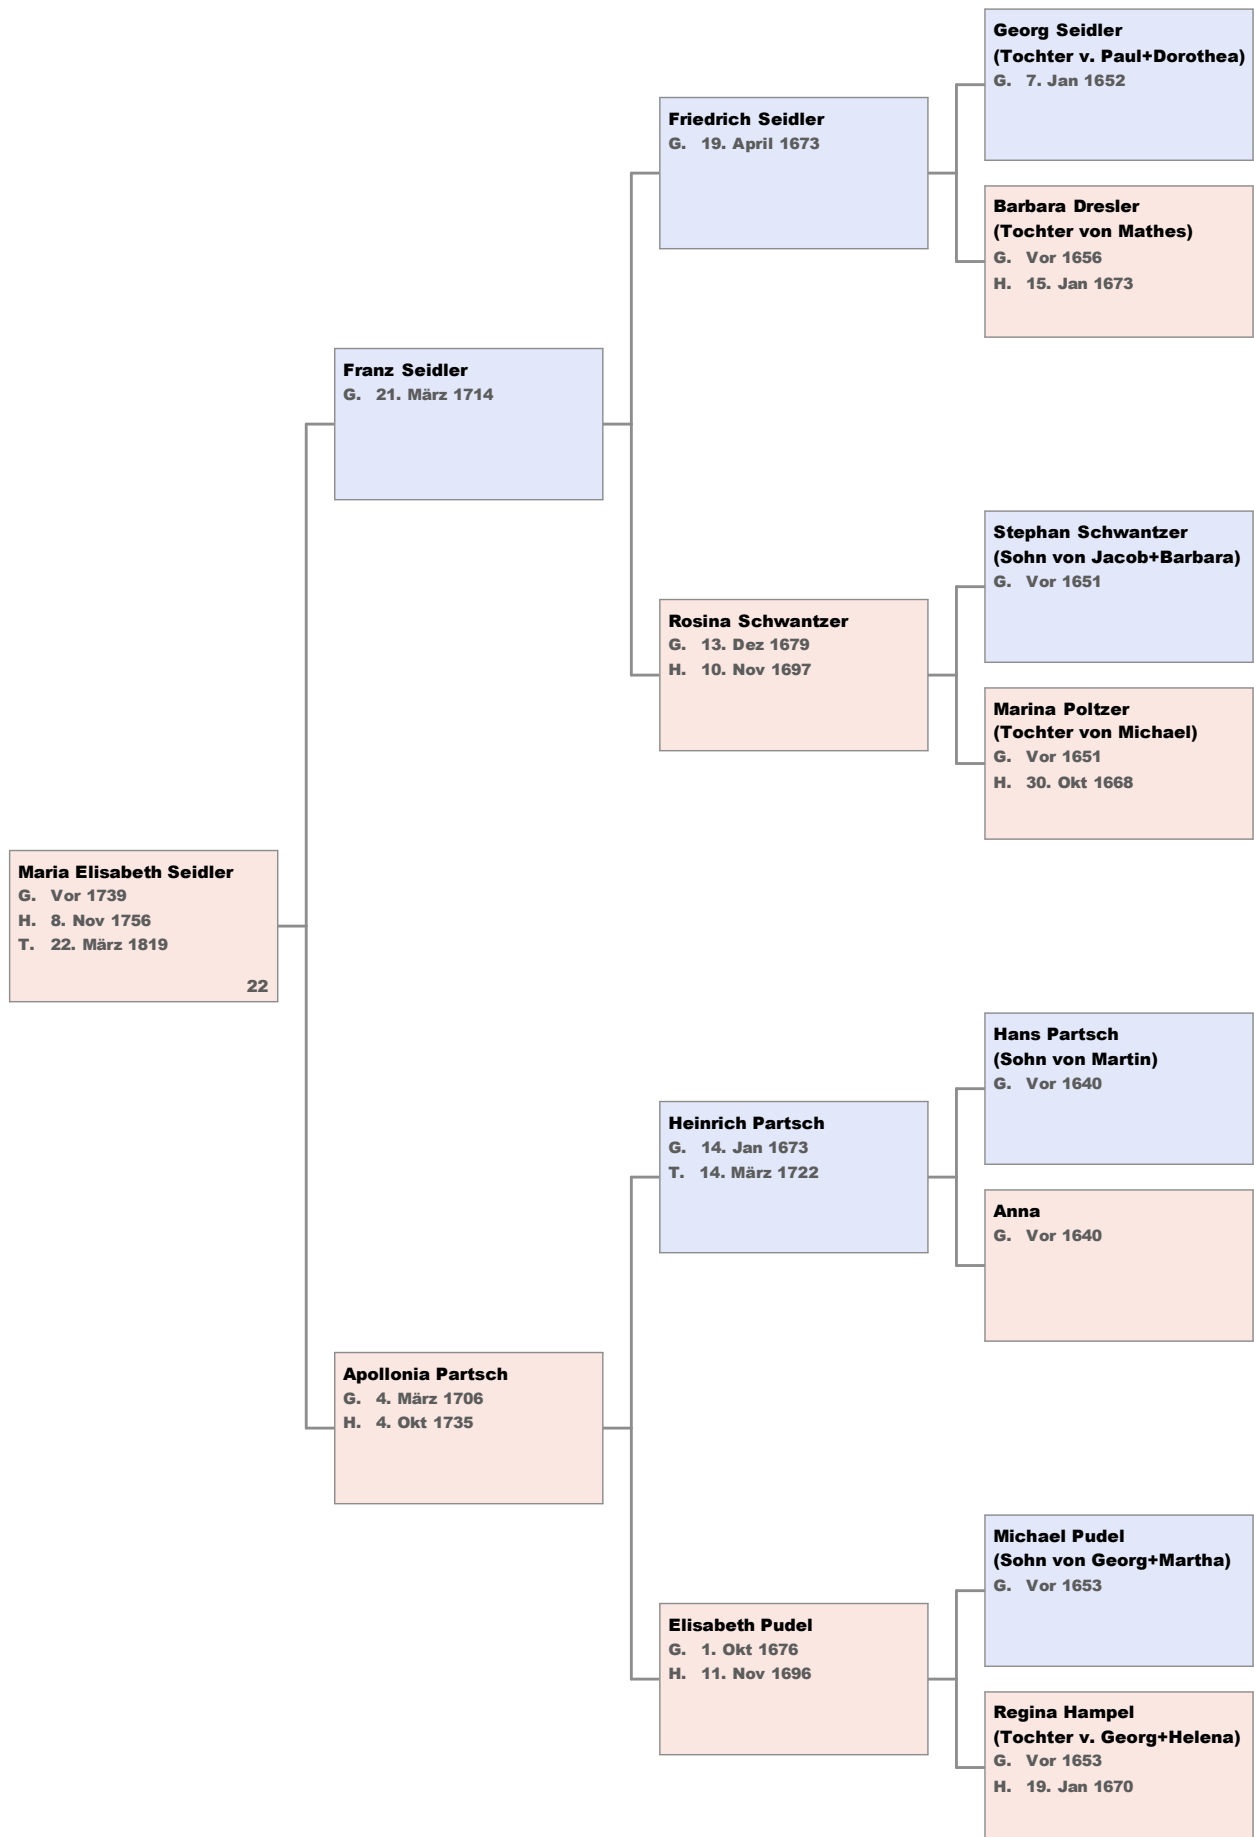 Georg Seidler
(Tochter v. Paul+Dorothea)
G. 7. Jan 1652
Friedrich Seidler
G. 19. April 1673
Barbara Dresler
(Tochter von Mathes)
G. Vor 1656
H. 15. Jan 1673
Franz Seidler
G. 21. März 1714
Stephan Schwantzer
(Sohn von Jacob+Barbara)
G. Vor 1651
Rosina Schwantzer
G. 13. Dez 1679
H. 10. Nov 1697
Marina Poltzer
(Tochter von Michael)
G. Vor 1651
H. 30. Okt 1668
Maria Elisabeth Seidler
G. Vor 1739
H. 8. Nov 1756
T. 22. März 1819
22
Hans Partsch
(Sohn von Martin)
G. Vor 1640
Heinrich Partsch
G. 14. Jan 1673
T. 14. März 1722
Anna
G. Vor 1640
Apollonia Partsch
G. 4. März 1706
H. 4. Okt 1735
Michael Pudel
(Sohn von Georg+Martha)
G. Vor 1653
Elisabeth Pudel
G. 1. Okt 1676
H. 11. Nov 1696
Regina Hampel
(Tochter v. Georg+Helena)
G. Vor 1653
H. 19. Jan 1670